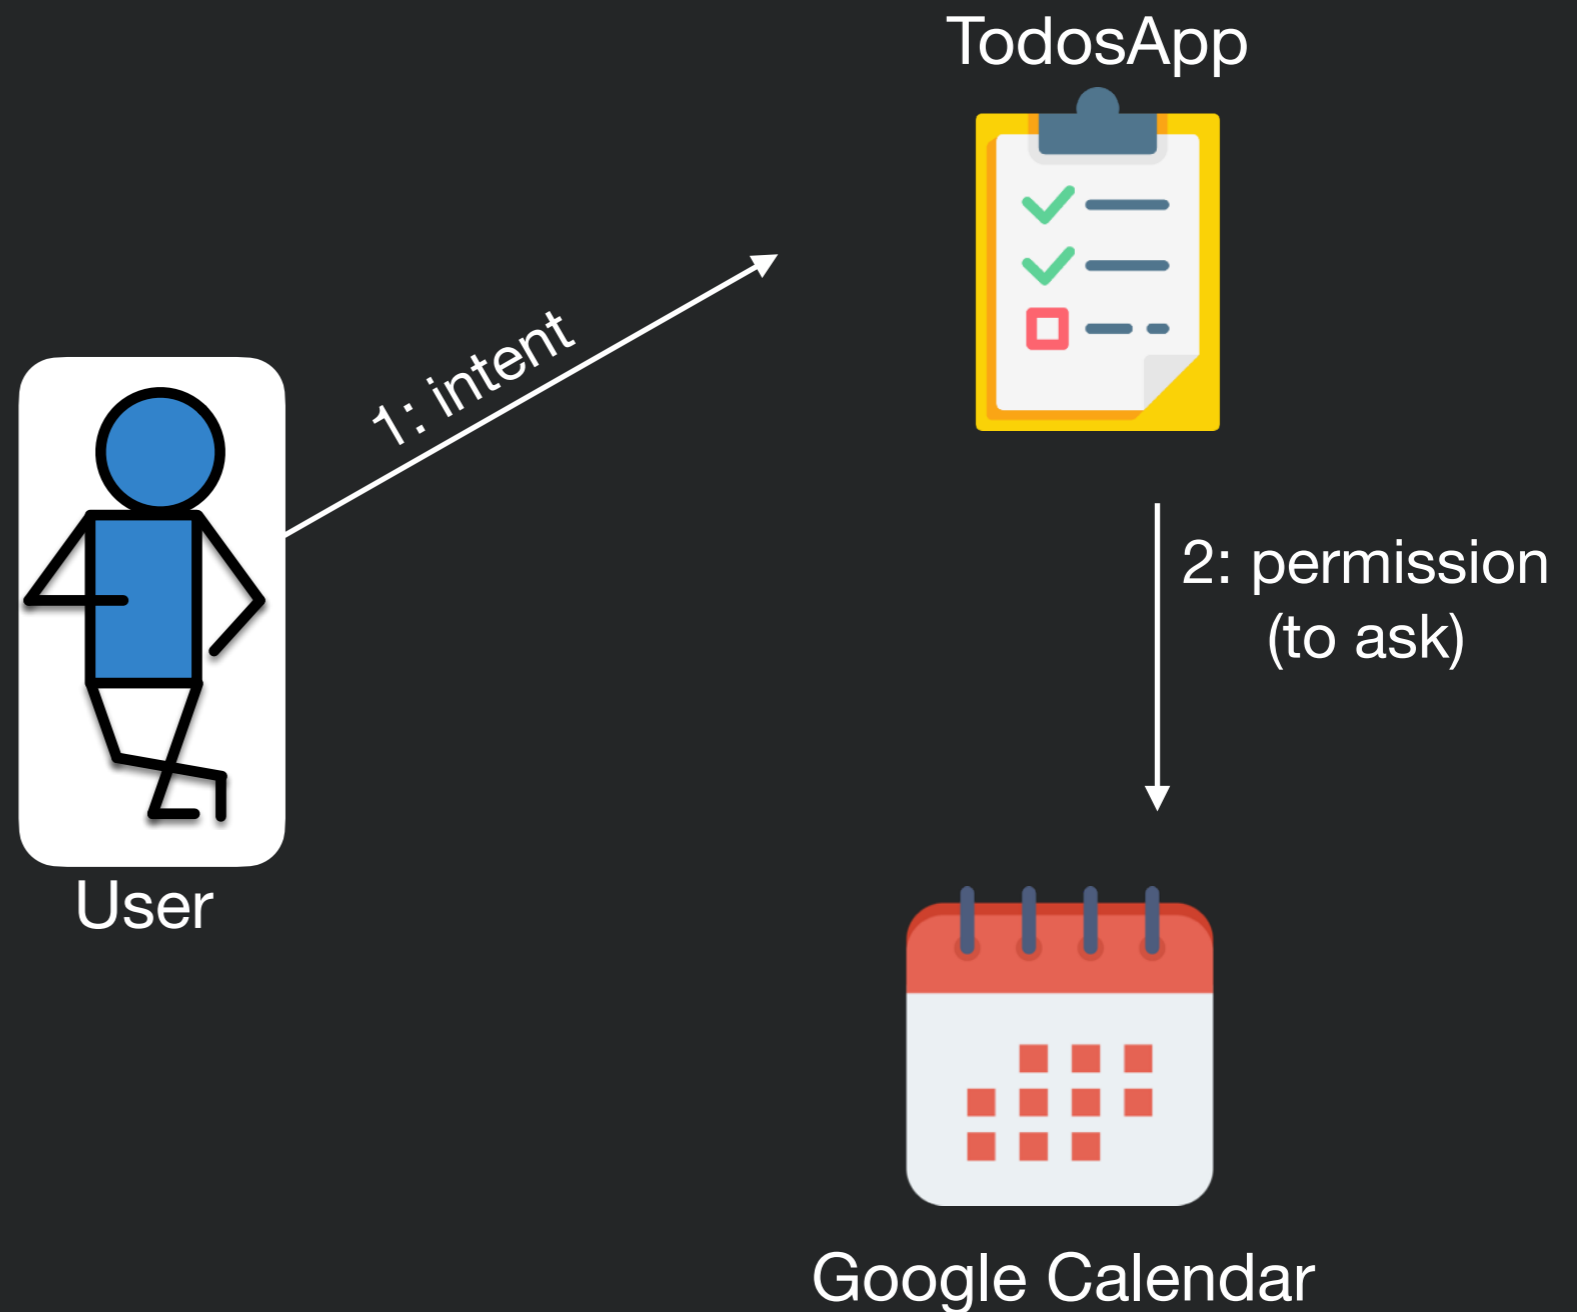 TodosApp
1: intent
2: permission
(to ask)
User
Google Calendar